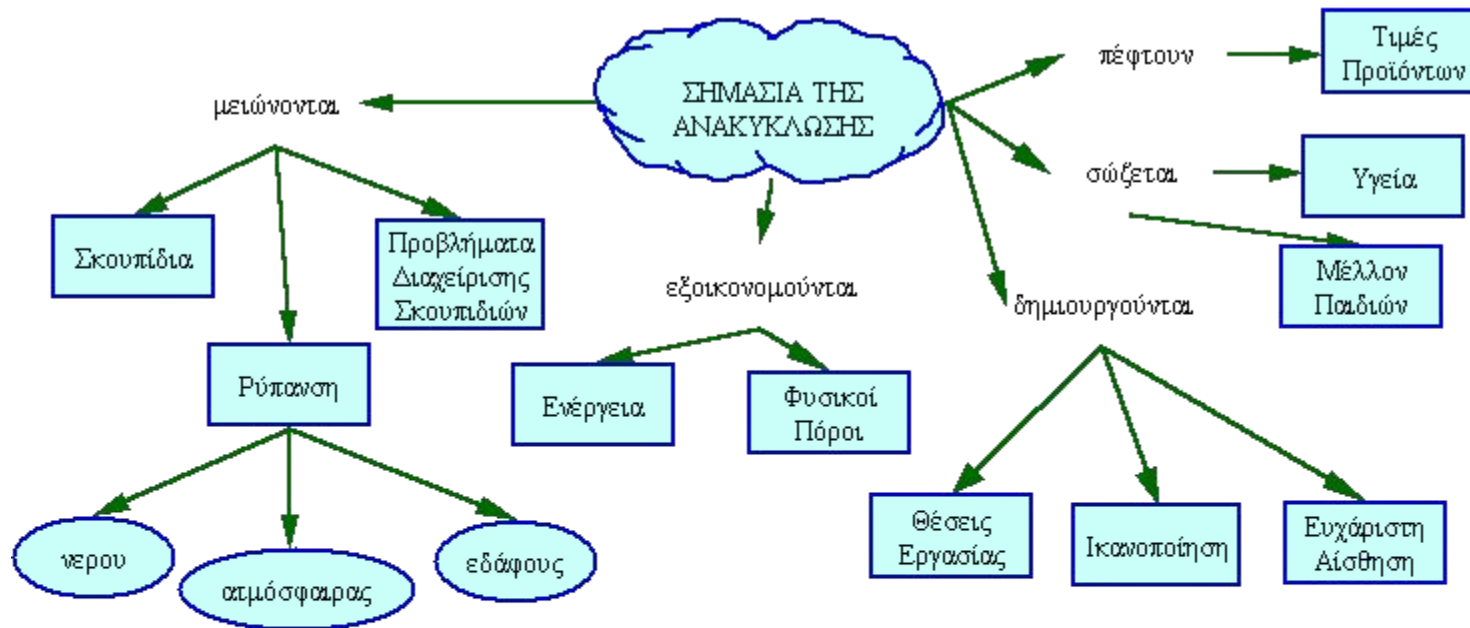 ΣΗΜΑΣΙΑ ΤΗΣ
ΑΝΑΚΥΚΛΩΣΗΣ
μειώνονται
Σκουπίδια
Ρύπανση
Προβλήματα
Διαχείρισης
Σκουπιδιών
νερου
ατμόσφαιρας
εδάφους
εξοικονομούνται
Ενέργεια
Φυσικοί
Πόροι
πέφτουν
Τιμές
Προϊόντων
σώζεται
Υγεία
Μέλλον
Παιδιών
δημιουργούνται
Θέσεις
Εργασίας
Ικανοποίηση
Ευχάριστη
Αίσθηση